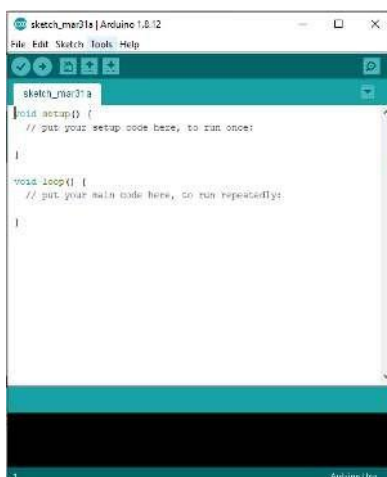 sketch_mar31a | Arduino 1.8.12
File Edit Sketch Tools Help
sketch_mar31a
void setup() {
// put your setup code here, to run once:
}
void loop() {
// put your main code here, to run repeatedly:
}
1
Arduino Uno